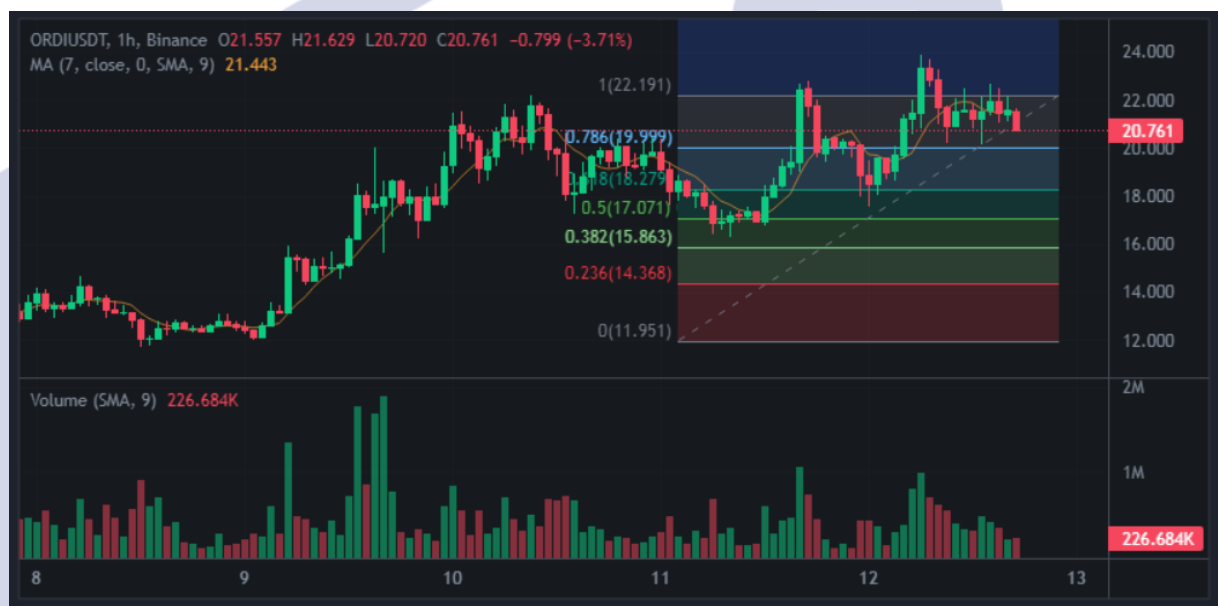 ORDIUSDT, 1h, Binance O21.557 H21.629 L20.720 C20.761 −0.799 (−3.71%)
MA (7, close, 0, SMA, 9) 21.443
1(22.191)
0.786(19.999)
0.618(18.279)
0.5(17.071)
0.382(15.863)
0.236(14.368)
0(11.951)
24.000
22.000
20.761
20.000
18.000
16.000
14.000
12.000
Volume (SMA, 9) 226.684K
2M
1M
226.684K
8 9 10 11 12 13